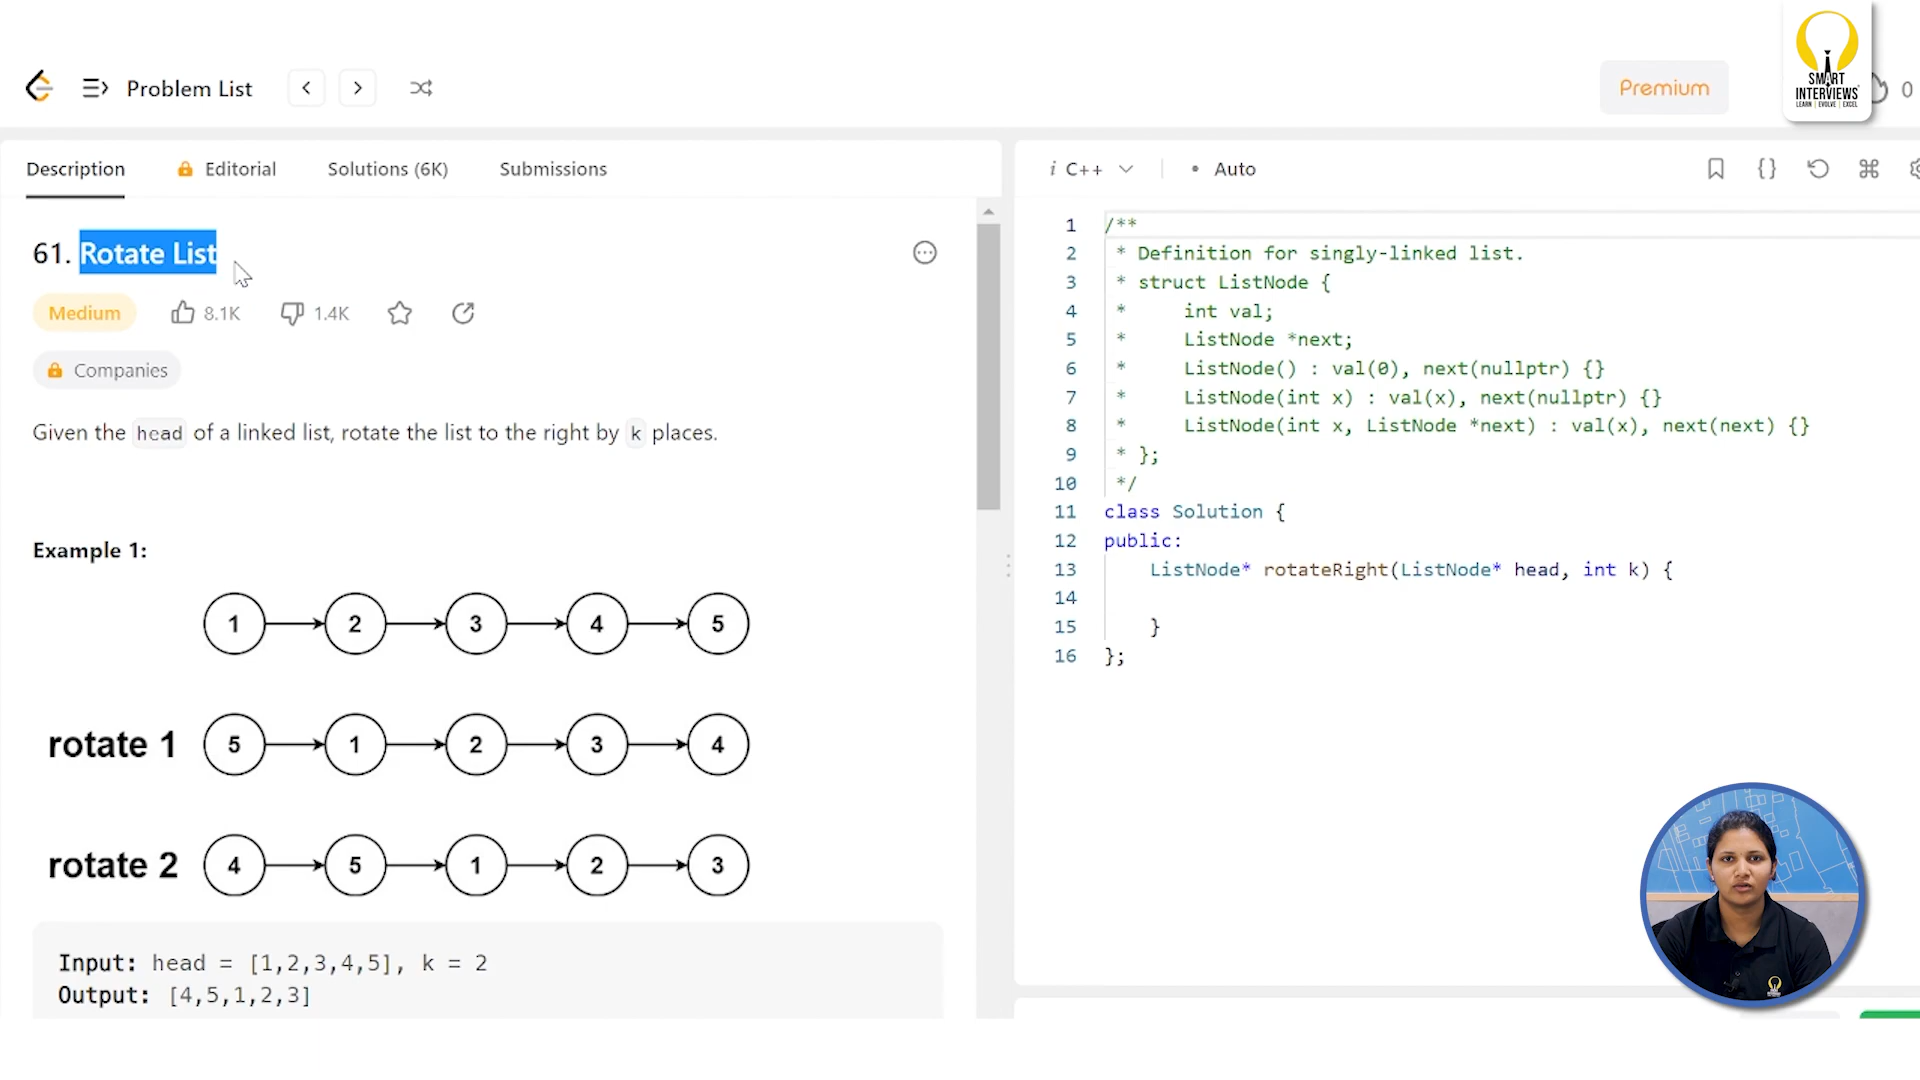 Problem List
Premium
SMART
INTERVIEWS
LEARN | EVOLVE | EXCEL
0
Description
Editorial
Solutions (6K)
Submissions
61. Rotate List
Medium
8.1K
1.4K
Companies
Given the head of a linked list, rotate the list to the right by k places.
Example 1:
1 2 3 4 5
rotate 1 5 1 2 3 4
rotate 2 4 5 1 2 3
Input: head = [1,2,3,4,5], k = 2
Output: [4,5,1,2,3]
i C++
• Auto
1 /**
2 * Definition for singly-linked list.
3 * struct ListNode {
4 *     int val;
5 *     ListNode *next;
6 *     ListNode() : val(0), next(nullptr) {}
7 *     ListNode(int x) : val(x), next(nullptr) {}
8 *     ListNode(int x, ListNode *next) : val(x), next(next) {}
9 * };
10 */
11 class Solution {
12 public:
13     ListNode* rotateRight(ListNode* head, int k) {
14
15     }
16 };